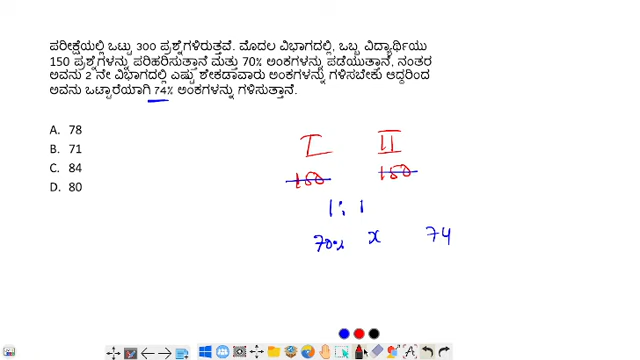 ಪರೀಕ್ಷೆಯಲ್ಲಿ ಒಟ್ಟು 300 ಪ್ರಶ್ನೆಗಳಿರುತ್ತವೆ. ಮೊದಲ ವಿಭಾಗದಲ್ಲಿ, ಒಬ್ಬ ವಿದ್ಯಾರ್ಥಿಯು
150 ಪ್ರಶ್ನೆಗಳನ್ನು ಪರಿಹರಿಸುತ್ತಾನೆ ಮತ್ತು 70% ಅಂಕಗಳನ್ನು ಪಡೆಯುತ್ತಾನೆ, ನಂತರ
ಅವನು 2 ನೇ ವಿಭಾಗದಲ್ಲಿ ಎಷ್ಟು ಶೇಕಡಾವಾರು ಅಂಕಗಳನ್ನು ಗಳಿಸಬೇಕು ಆದ್ದರಿಂದ
ಅವನು ಒಟ್ಟಾರೆಯಾಗಿ 74% ಅಂಕಗಳನ್ನು ಗಳಿಸುತ್ತಾನೆ.
A. 78
B. 71
C. 84
D. 80
I II
150 150
1 : 1
70% x 74